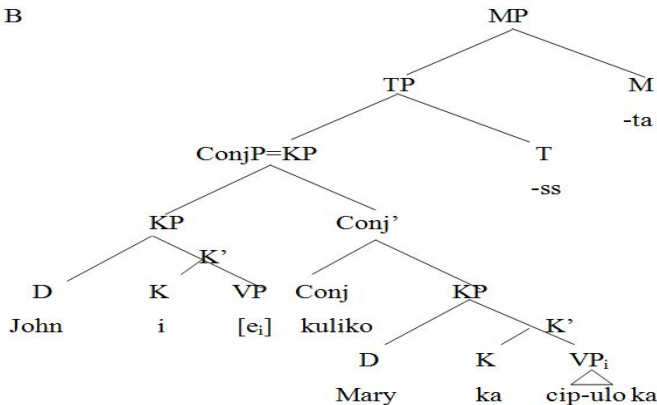 B MP
TP M
-ta
ConjP=KP T
-ss
KP Conj’
K’
D K VP Conj KP
John i [eᵢ] kuliko K’
D K VPᵢ
Mary ka cip-ulo ka